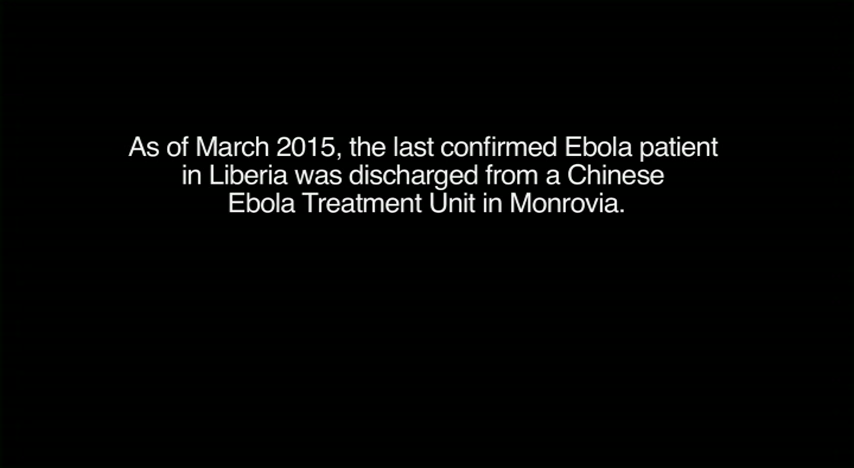 As of March 2015, the last confirmed Ebola patient
in Liberia was discharged from a Chinese
Ebola Treatment Unit in Monrovia.